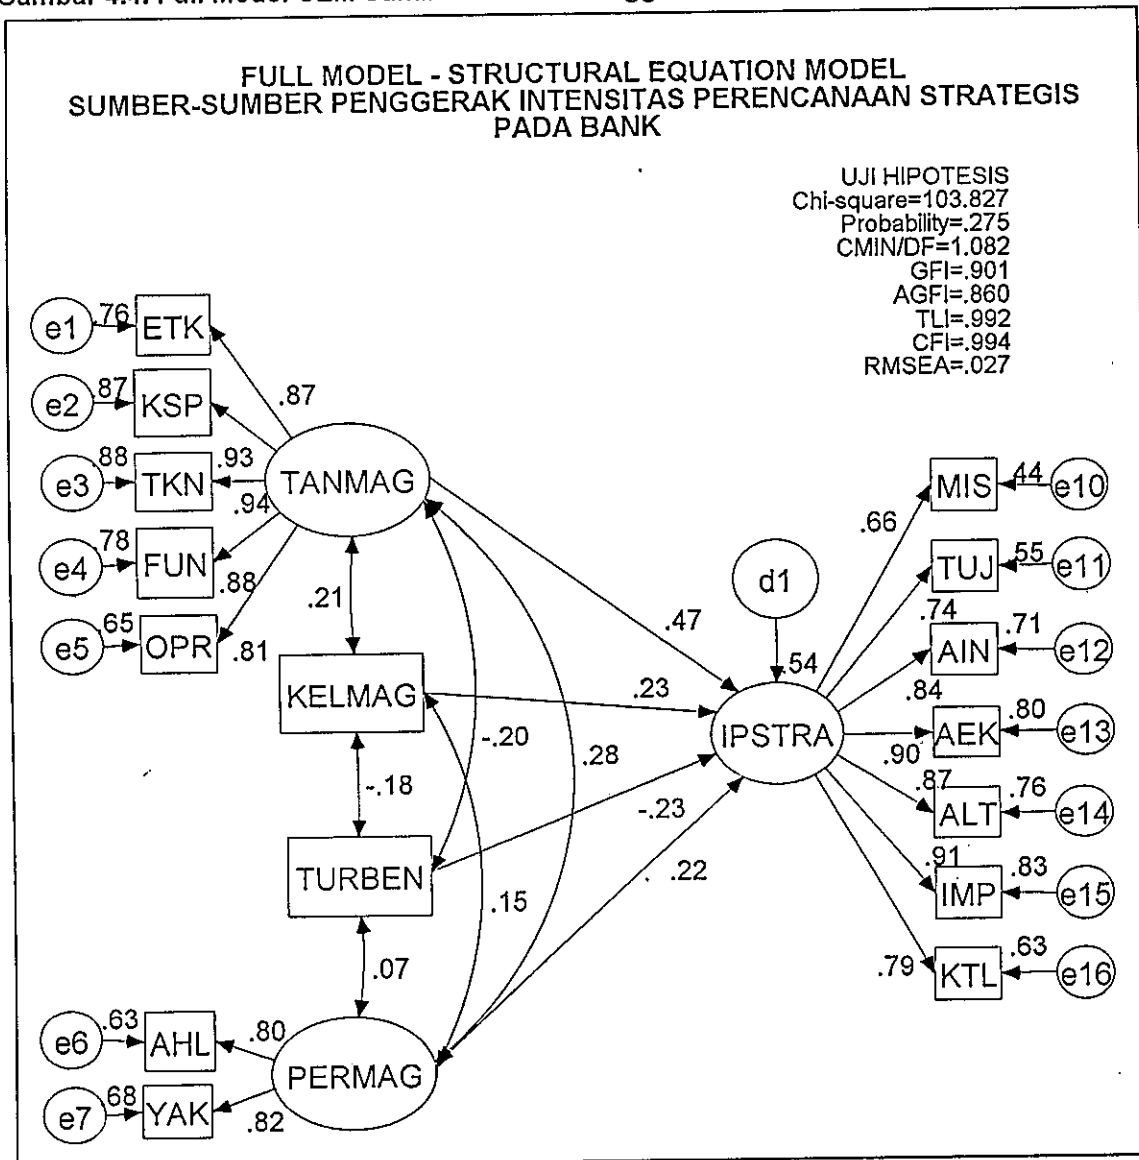 FULL MODEL - STRUCTURAL EQUATION MODEL
SUMBER-SUMBER PENGGERAK INTENSITAS PERENCANAAN STRATEGIS
PADA BANK
UJI HIPOTESIS
Chi-square=103.827
Probability=.275
CMIN/DF=1.082
GFI=.901
AGFI=.860
TLI=.992
CFI=.994
RMSEA=.027
e1 .76 ETK
.87
e2 .87 KSP
.93
e3 .88 TKN
.94
e4 .78 FUN
.88
e5 .65 OPR
.81
TANMAG
.21
KELMAG
-.18
TURBEN
.07
PERMAG
-.20
.28
.15
.47
.23
-.23
.22
d1
.54
IPSTRA
.66
MIS .44 e10
.74
TUJ .55 e11
.84
AIN .71 e12
.90
AEK .80 e13
.87
ALT .76 e14
.91
IMP .83 e15
.79
KTL .63 e16
e6 .63 AHL .80
e7 .68 YAK .82